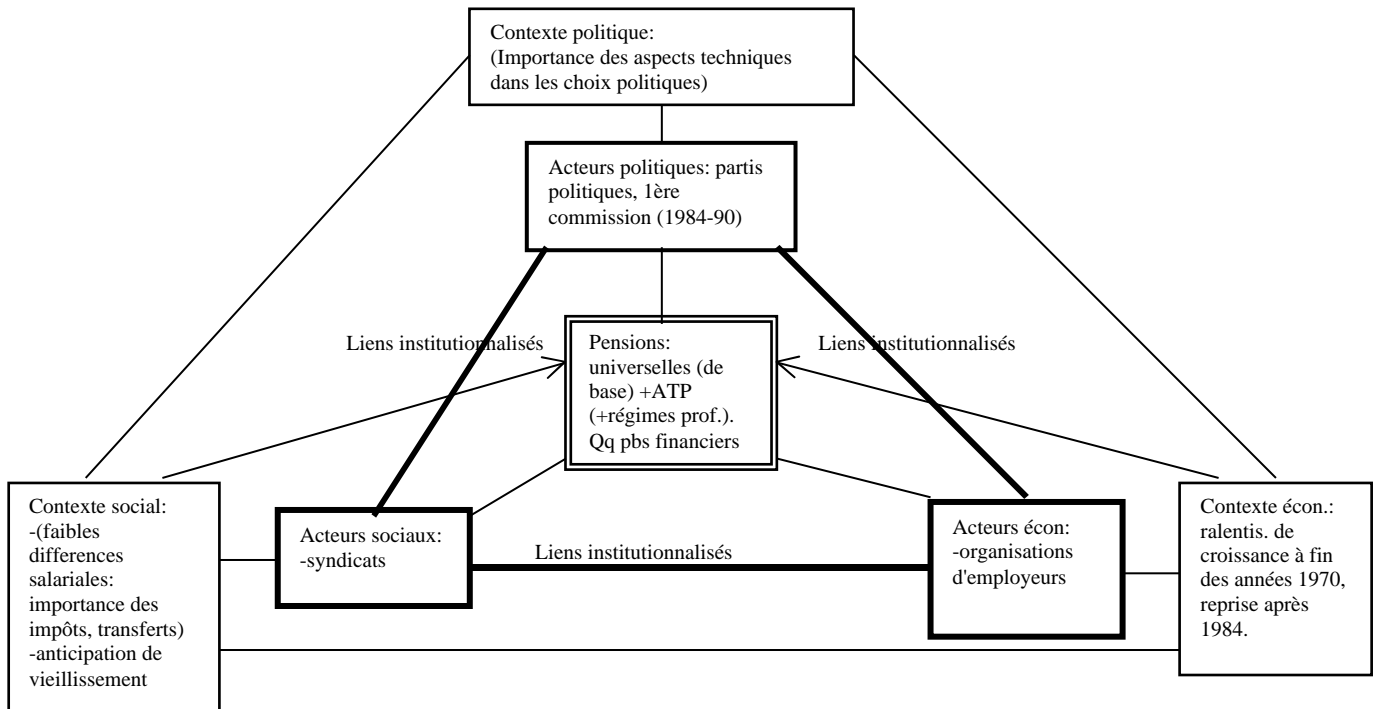 Contexte politique:
(Importance des aspects techniques
dans les choix politiques)
Acteurs politiques: partis
politiques, 1ère
commission (1984-90)
Liens institutionnalisés
Pensions:
universelles (de
base) +ATP
(+régimes prof.).
Qq pbs financiers
Liens institutionnalisés
Contexte social:
-(faibles
differences
salariales:
importance des
impôts, transferts)
-anticipation de
vieillissement
Acteurs sociaux:
-syndicats
Liens institutionnalisés
Acteurs écon:
-organisations
d'employeurs
Contexte écon.:
ralentis. de
croissance à fin
des années 1970,
reprise après
1984.